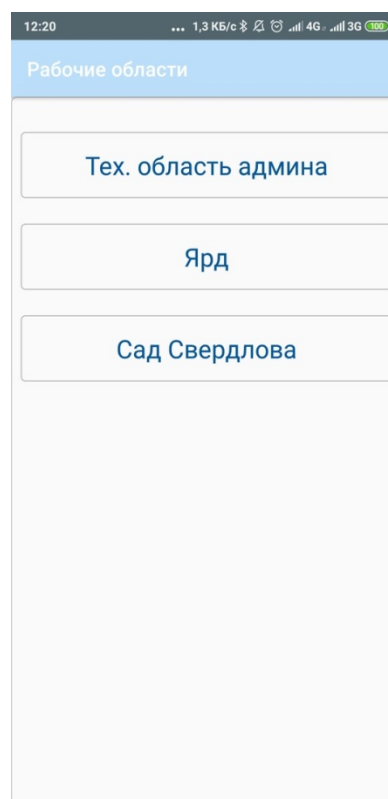 12:20 ... 1,3 КБ/с 4G 3G 100
Рабочие области
Тех. область админа
Ярд
Сад Свердлова